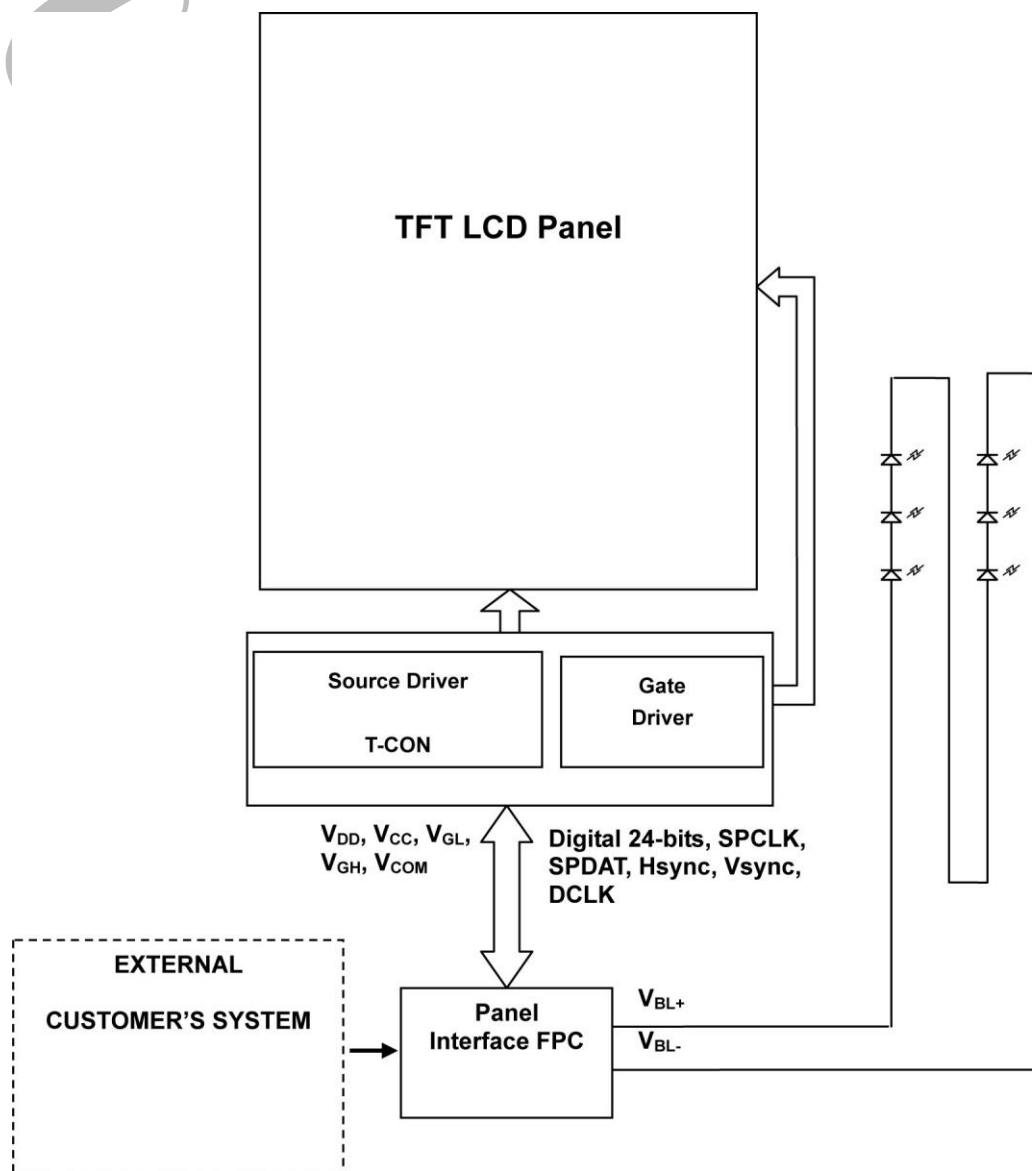 TFT LCD Panel
Source Driver
T-CON
Gate
Driver
VDD, VCC, VGL,
VGH, VCOM
Digital 24-bits, SPCLK,
SPDAT, Hsync, Vsync,
DCLK
EXTERNAL
CUSTOMER'S SYSTEM
Panel
Interface FPC
VBL+
VBL-